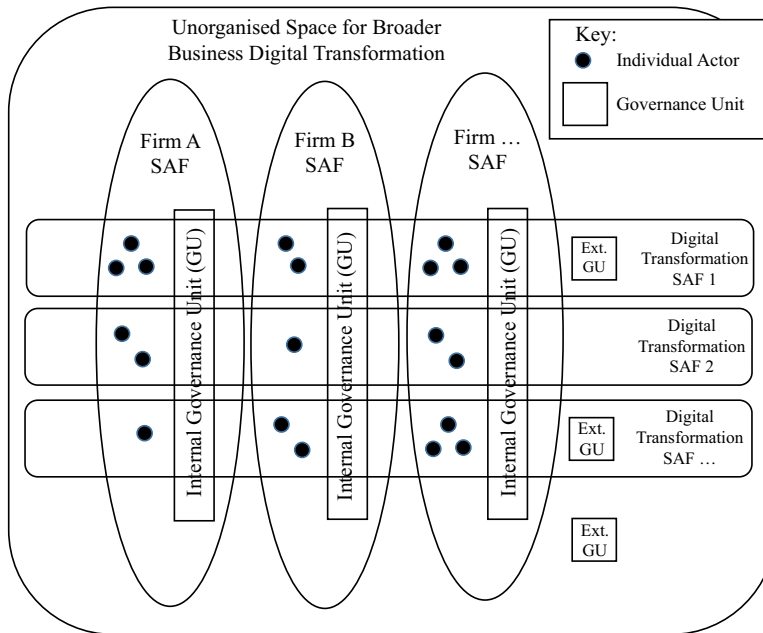 Unorganised Space for Broader
Business Digital Transformation
Key:
Individual Actor
Governance Unit
Firm A
SAF
Firm B
SAF
Firm …
SAF
Internal Governance Unit (GU)
Internal Governance Unit (GU)
Internal Governance Unit (GU)
Ext.
GU
Digital
Transformation
SAF 1
Digital
Transformation
SAF 2
Ext.
GU
Digital
Transformation
SAF …
Ext.
GU